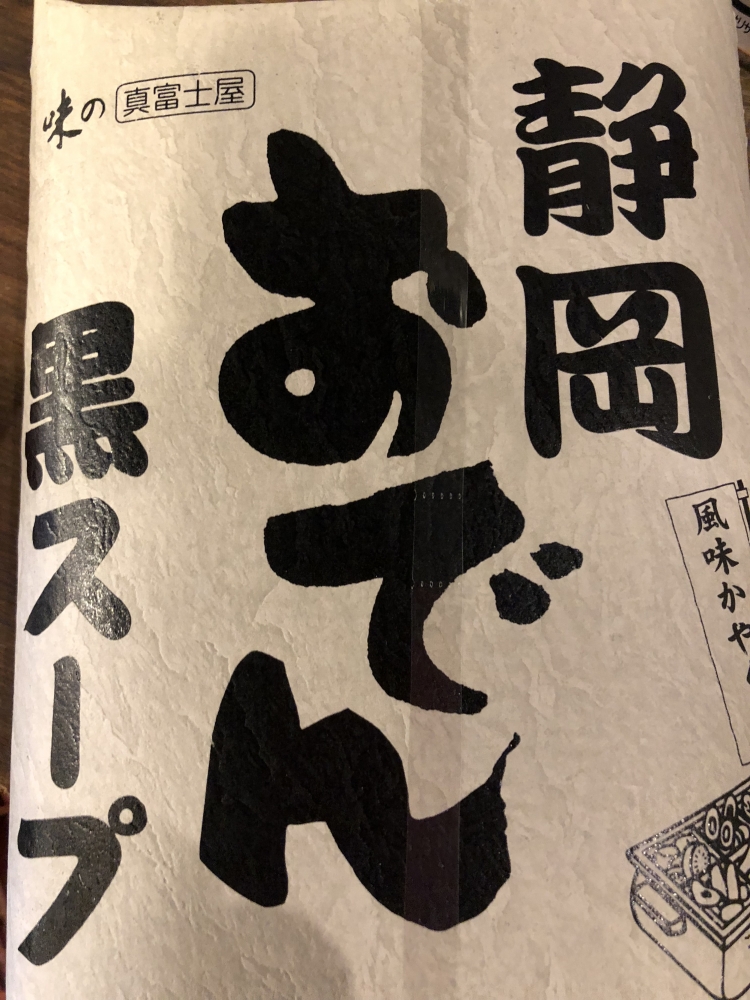 静岡
おでん
黒スープ
味の 真富士屋
風味か